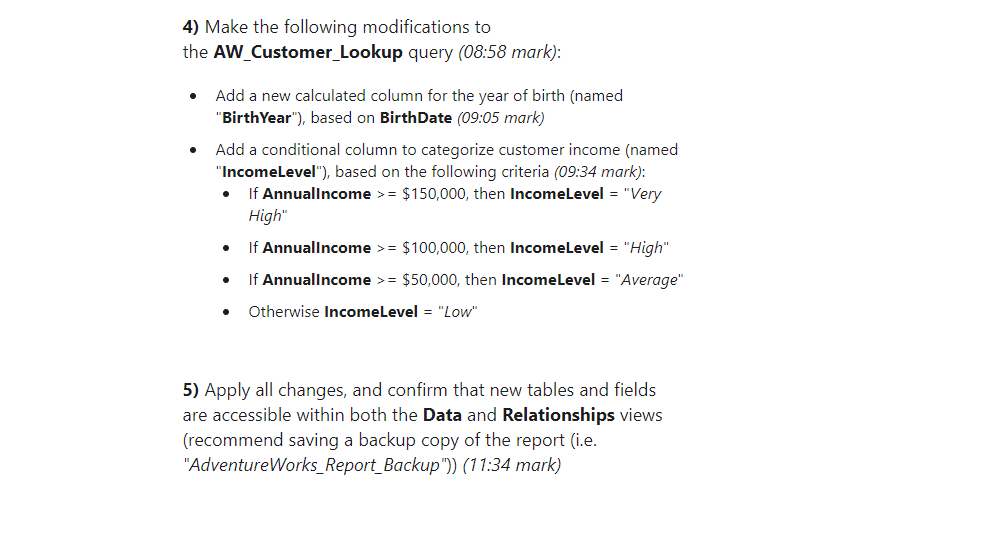 4) Make the following modifications to
the AW_Customer_Lookup query (08:58 mark):
• Add a new calculated column for the year of birth (named
"BirthYear"), based on BirthDate (09:05 mark)
• Add a conditional column to categorize customer income (named
"IncomeLevel"), based on the following criteria (09:34 mark):
• If AnnualIncome >= $150,000, then IncomeLevel = "Very
High"
• If AnnualIncome >= $100,000, then IncomeLevel = "High"
• If AnnualIncome >= $50,000, then IncomeLevel = "Average"
• Otherwise IncomeLevel = "Low"
5) Apply all changes, and confirm that new tables and fields
are accessible within both the Data and Relationships views
(recommend saving a backup copy of the report (i.e.
"AdventureWorks_Report_Backup")) (11:34 mark)